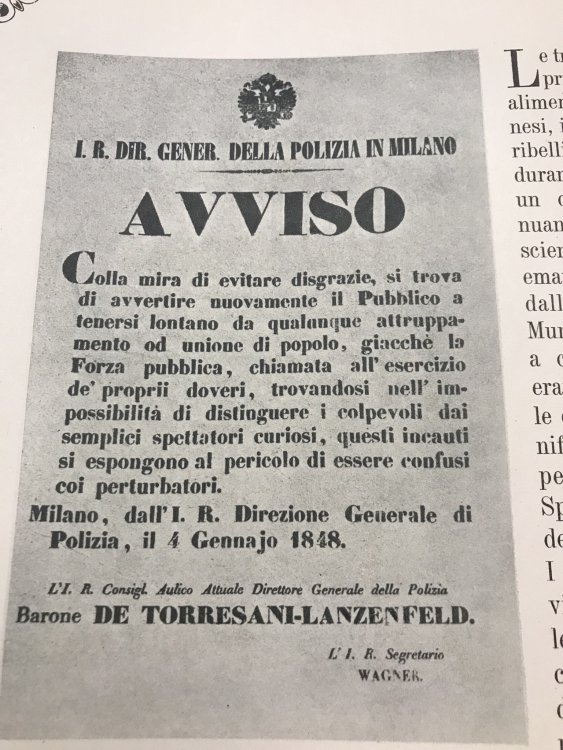 I. R. DIR. GENER. DELLA POLIZIA IN MILANO
AVVISO
Colla mira di evitare disgrazie, si trova
di avvertire nuovamente il Pubblico a
tenersi lontano da qualunque attruppa-
mento od unione di popolo, giacchè la
Forza pubblica, chiamata all'esercizio
de' proprii doveri, trovandosi nell'im-
possibilità di distinguere i colpevoli dai
semplici spettatori curiosi, questi incauti
si espongono al pericolo di essere confusi
coi perturbatori.
Milano, dall'I. R. Direzione Generale di
Polizia, il 4 Gennajo 1848.
L'I. R. Consigl. Aulico Attuale Direttore Generale della Polizia
Barone DE TORRESANI-LANZENFELD.
L'I. R. Segretario
WAGNER.
Le
alimen
nesi, i
ribelli
duran
un
nuan
scien
ema
dall
Mun
a
era
le
nif
pe
Sp
de
I